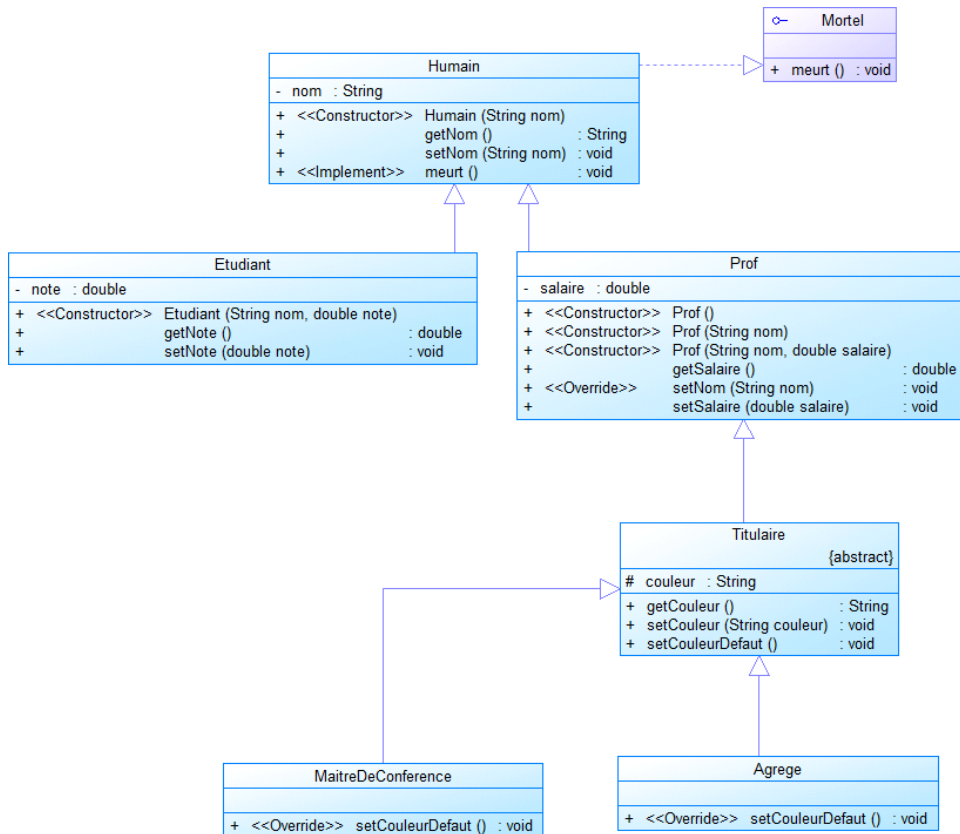 Mortel
+ meurt () : void
Humain
- nom : String
+ <<Constructor>> Humain (String nom)
+ getNom () : String
+ setNom (String nom) : void
+ <<Implement>> meurt () : void
Etudiant
- note : double
+ <<Constructor>> Etudiant (String nom, double note)
+ getNote () : double
+ setNote (double note) : void
Prof
- salaire : double
+ <<Constructor>> Prof ()
+ <<Constructor>> Prof (String nom)
+ <<Constructor>> Prof (String nom, double salaire)
+ getSalaire () : double
+ <<Override>> setNom (String nom) : void
+ setSalaire (double salaire) : void
Titulaire
{abstract}
# couleur : String
+ getCouleur () : String
+ setCouleur (String couleur) : void
+ setCouleurDefaut () : void
MaitreDeConference
+ <<Override>> setCouleurDefaut () : void
Agrege
+ <<Override>> setCouleurDefaut () : void